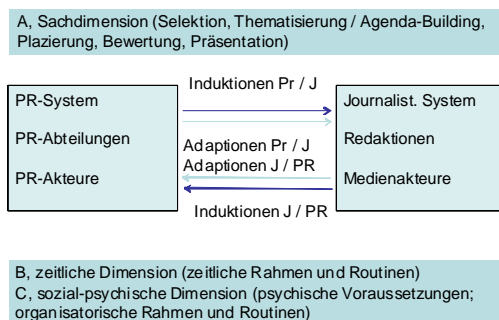 A, Sachdimension (Selektion, Thematisierung / Agenda-Building,
Plazierung, Bewertung, Präsentation)
Induktionen Pr / J
PR-System
Journalist. System
PR-Abteilungen
Adaptionen Pr / J
Redaktionen
Adaptionen J / PR
PR-Akteure
Medienakteure
Induktionen J / PR
B, zeitliche Dimension (zeitliche Rahmen und Routinen)
C, sozial-psychische Dimension (psychische Voraussetzungen;
organisatorische Rahmen und Routinen)